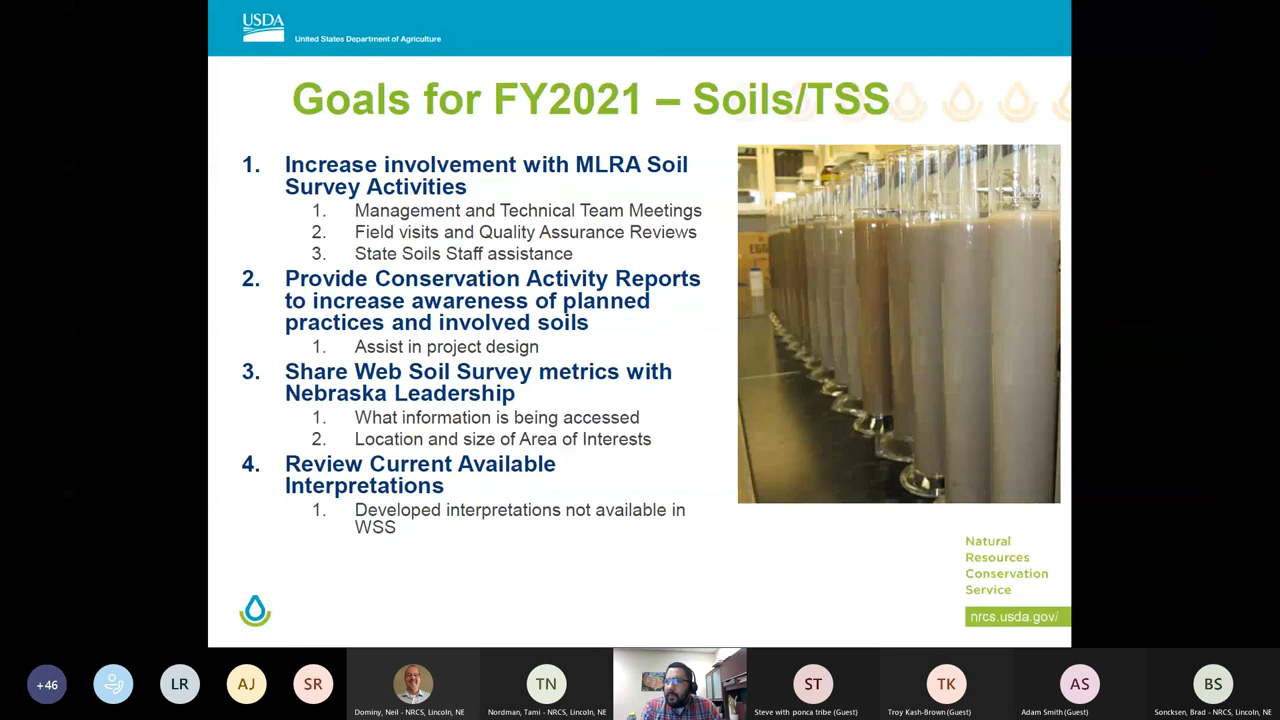 USDA
United States Department of Agriculture
Goals for FY2021 – Soils/TSS
1. Increase involvement with MLRA Soil
Survey Activities
1. Management and Technical Team Meetings
2. Field visits and Quality Assurance Reviews
3. State Soils Staff assistance
2. Provide Conservation Activity Reports
to increase awareness of planned
practices and involved soils
1. Assist in project design
3. Share Web Soil Survey metrics with
Nebraska Leadership
1. What information is being accessed
2. Location and size of Area of Interests
4. Review Current Available
Interpretations
1. Developed interpretations not available in
WSS
Natural
Resources
Conservation
Service
nrcs.usda.gov/
+46
LR
AJ
SR
TN
ST
TK
AS
BS
Dominy, Neil - NRCS, Lincoln, NE
Nordman, Tami - NRCS, Lincoln, NE
Steve with ponca tribe (Guest)
Troy Kash-Brown (Guest)
Adam Smith (Guest)
Soncksen, Brad - NRCS, Lincoln, NE